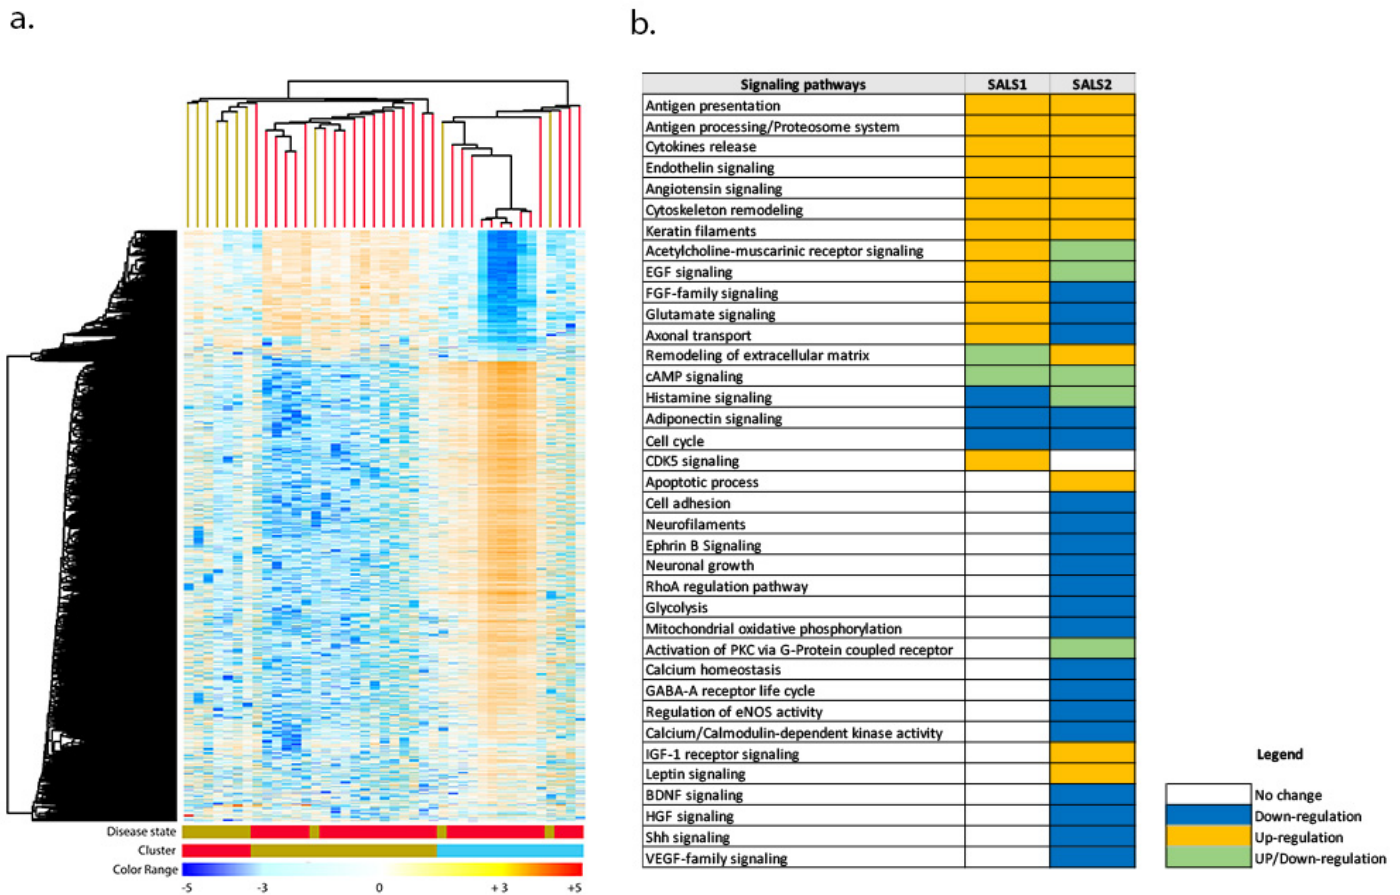 a.
b.
Signaling pathways SALS1 SALS2
Antigen presentation
Antigen processing/Proteosome system
Cytokines release
Endothelin signaling
Angiotensin signaling
Cytoskeleton remodeling
Keratin filaments
Acetylcholine-muscarinic receptor signaling
EGF signaling
FGF-family signaling
Glutamate signaling
Axonal transport
Remodeling of extracellular matrix
cAMP signaling
Histamine signaling
Adiponectin signaling
Cell cycle
CDK5 signaling
Apoptotic process
Cell adhesion
Neurofilaments
Ephrin B Signaling
Neuronal growth
RhoA regulation pathway
Glycolysis
Mitochondrial oxidative phosphorylation
Activation of PKC via G-Protein coupled receptor
Calcium homeostasis
GABA-A receptor life cycle
Regulation of eNOS activity
Calcium/Calmodulin-dependent kinase activity
IGF-1 receptor signaling
Leptin signaling
BDNF signaling
HGF signaling
Shh signaling
VEGF-family signaling
Legend
No change
Down-regulation
Up-regulation
UP/Down-regulation
Disease state
Cluster
Color Range
-5 -3 0 +3 +5